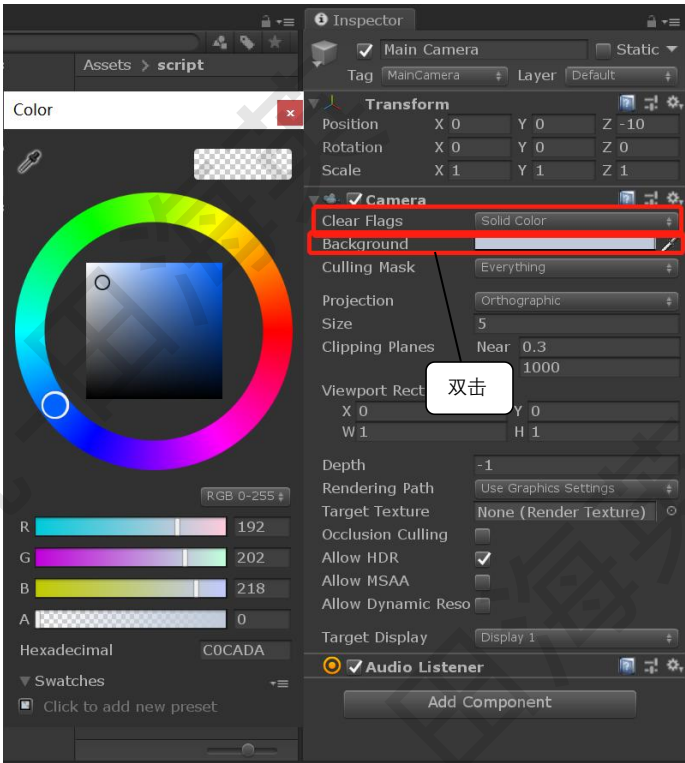 Assets > script
Color
RGB 0-255
R 192
G 202
B 218
A 0
Hexadecimal C0CADA
Swatches
Click to add new preset
Inspector
Main Camera Static
Tag MainCamera Layer Default
Transform
Position X 0 Y 0 Z -10
Rotation X 0 Y 0 Z 0
Scale X 1 Y 1 Z 1
Camera
Clear Flags Solid Color
Background
Culling Mask Everything
Projection Orthographic
Size 5
Clipping Planes Near 0.3
1000
Viewport Rect
双击
X 0 Y 0
W 1 H 1
Depth -1
Rendering Path Use Graphics Settings
Target Texture None (Render Texture)
Occlusion Culling
Allow HDR
Allow MSAA
Allow Dynamic Reso
Target Display Display 1
Audio Listener
Add Component